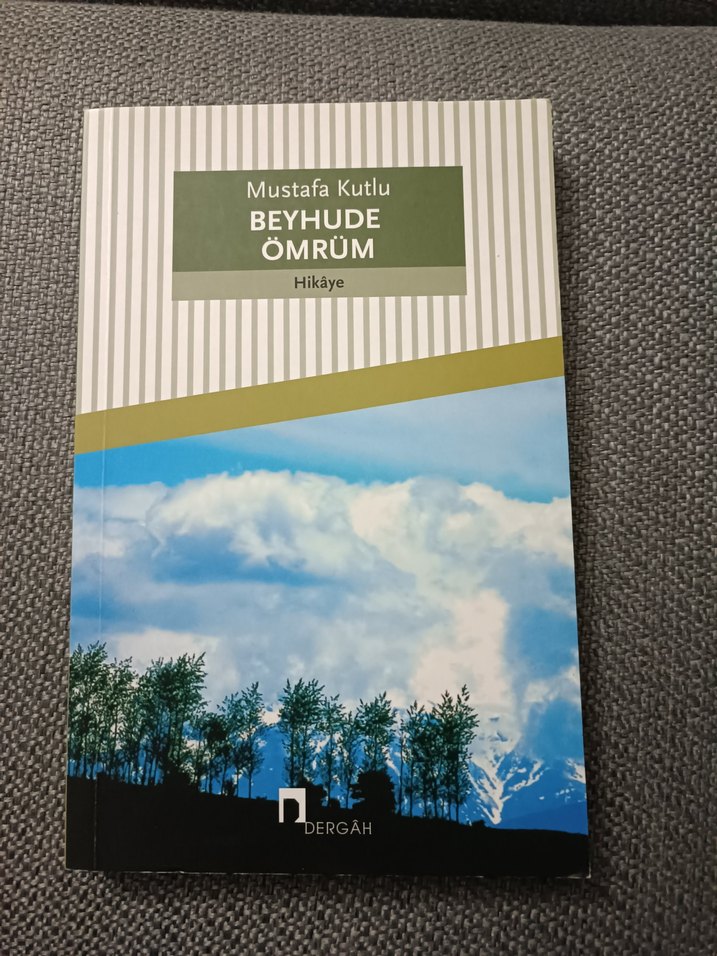 Mustafa Kutlu
BEYHUDE
ÖMRÜM
Hikâye
DERGÂH